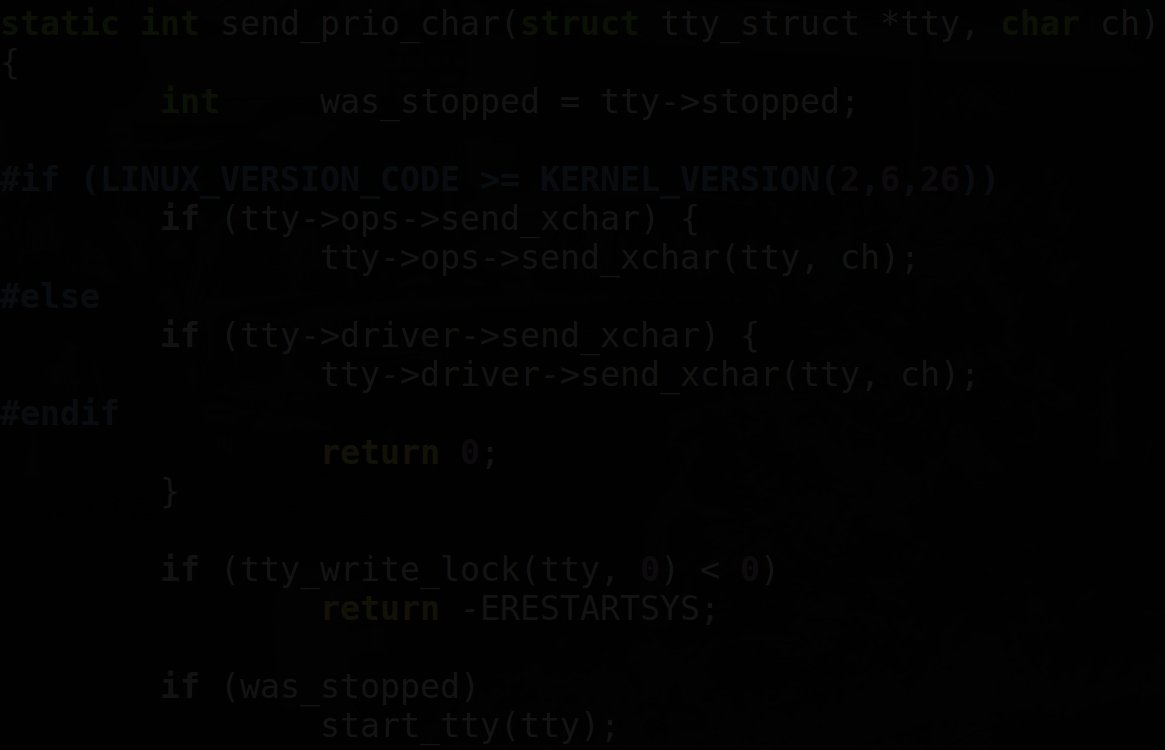 static int send_prio_char(struct tty_struct *tty, char ch)
{
        int     was_stopped = tty->stopped;

#if (LINUX_VERSION_CODE >= KERNEL_VERSION(2,6,26))
        if (tty->ops->send_xchar) {
                tty->ops->send_xchar(tty, ch);
#else
        if (tty->driver->send_xchar) {
                tty->driver->send_xchar(tty, ch);
#endif
                return 0;
        }

        if (tty_write_lock(tty, 0) < 0)
                return -ERESTARTSYS;

        if (was_stopped)
                start_tty(tty);